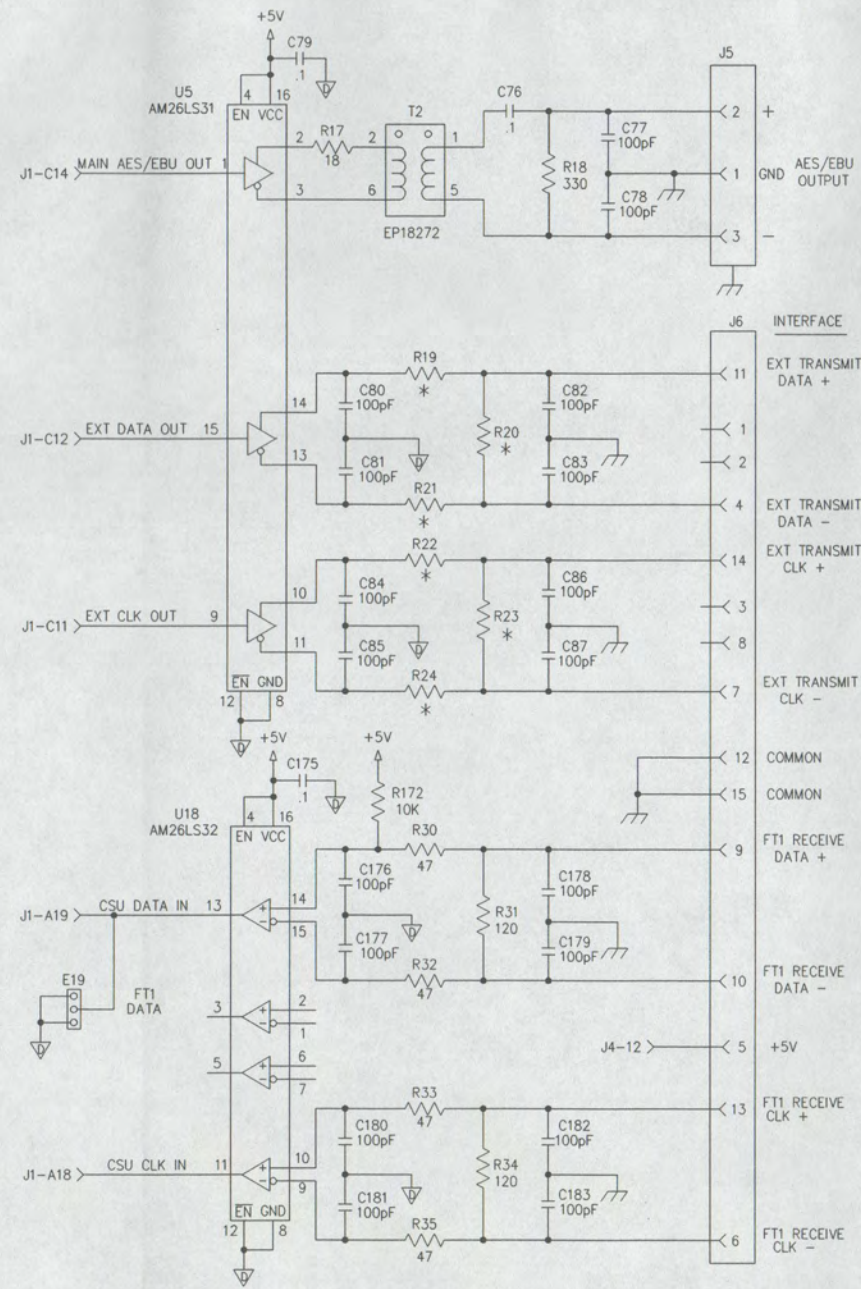 +5V
C79
.1
J5
U5
AM26LS31
4 16
EN VCC
T2
C76
.1
R17
18
2
2
1
2 +
C77
100pF
J1-C14 MAIN AES/EBU OUT 1
R18
330
1 GND
AES/EBU
OUTPUT
3
6
5
C78
100pF
3 −
EP18272
J6
INTERFACE
R19
*
11 EXT TRANSMIT
DATA +
14
C80
100pF
C82
100pF
1
J1-C12 EXT DATA OUT 15
R20
*
13
C81
100pF
C83
100pF
2
R21
*
4 EXT TRANSMIT
DATA −
R22
*
14 EXT TRANSMIT
CLK +
10
C84
100pF
C86
100pF
3
J1-C11 EXT CLK OUT 9
R23
*
11
C85
100pF
C87
100pF
8
R24
*
7 EXT TRANSMIT
CLK −
EN GND
12 8
D
+5V
C175
.1
+5V
12 COMMON
R172
10K
15 COMMON
U18
AM26LS32
4 16
EN VCC
R30
47
9 FT1 RECEIVE
DATA +
14
C176
100pF
C178
100pF
J1-A19 CSU DATA IN 13
R31
120
15
C177
100pF
C179
100pF
R32
47
10 FT1 RECEIVE
DATA −
E19
FT1
DATA
3
2
1
5
6
7
J4-12
5 +5V
R33
47
13 FT1 RECEIVE
CLK +
10
C180
100pF
C182
100pF
J1-A18 CSU CLK IN 11
R34
120
9
C181
100pF
C183
100pF
R35
47
6 FT1 RECEIVE
CLK −
EN GND
12 8
D